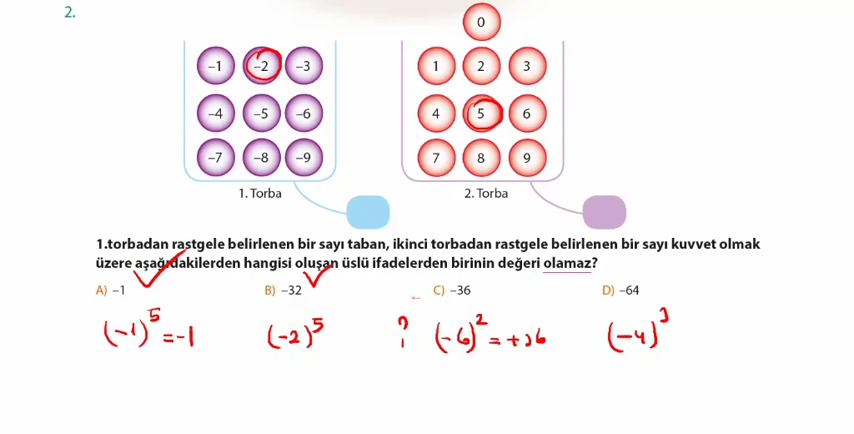 2.
0
-1 -2 -3
1 2 3
-4 -5 -6
4 5 6
-7 -8 -9
7 8 9
1. Torba
2. Torba
1.torbadan rastgele belirlenen bir sayı taban, ikinci torbadan rastgele belirlenen bir sayı kuvvet olmak
üzere aşağıdakilerden hangisi oluşan üslü ifadelerden birinin değeri olamaz?
A) –1 B) –32 C) –36 D) –64
(-1)⁵ = -1 (-2)⁵ ? (-6)² = +36 (-4)³